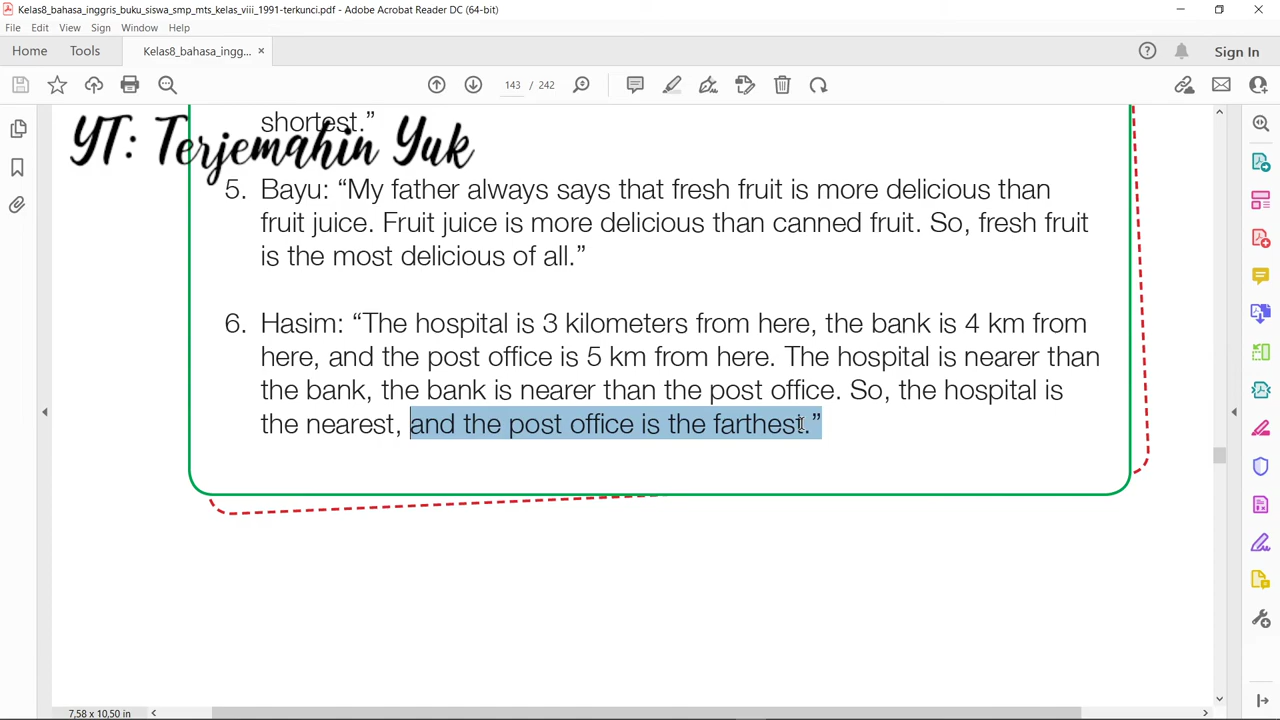 Kelas8_bahasa_inggris_buku_siswa_smp_mts_kelas_viii_1991-terkunci.pdf - Adobe Acrobat Reader DC (64-bit)
File Edit View Sign Window Help
Home Tools Kelas8_bahasa_ingg... × Sign In
143 / 242
shortest.”
YT: Terjemahin Yuk
5. Bayu: “My father always says that fresh fruit is more delicious than
fruit juice. Fruit juice is more delicious than canned fruit. So, fresh fruit
is the most delicious of all.”
6. Hasim: “The hospital is 3 kilometers from here, the bank is 4 km from
here, and the post office is 5 km from here. The hospital is nearer than
the bank, the bank is nearer than the post office. So, the hospital is
the nearest, and the post office is the farthest.”
7,58 x 10,50 in